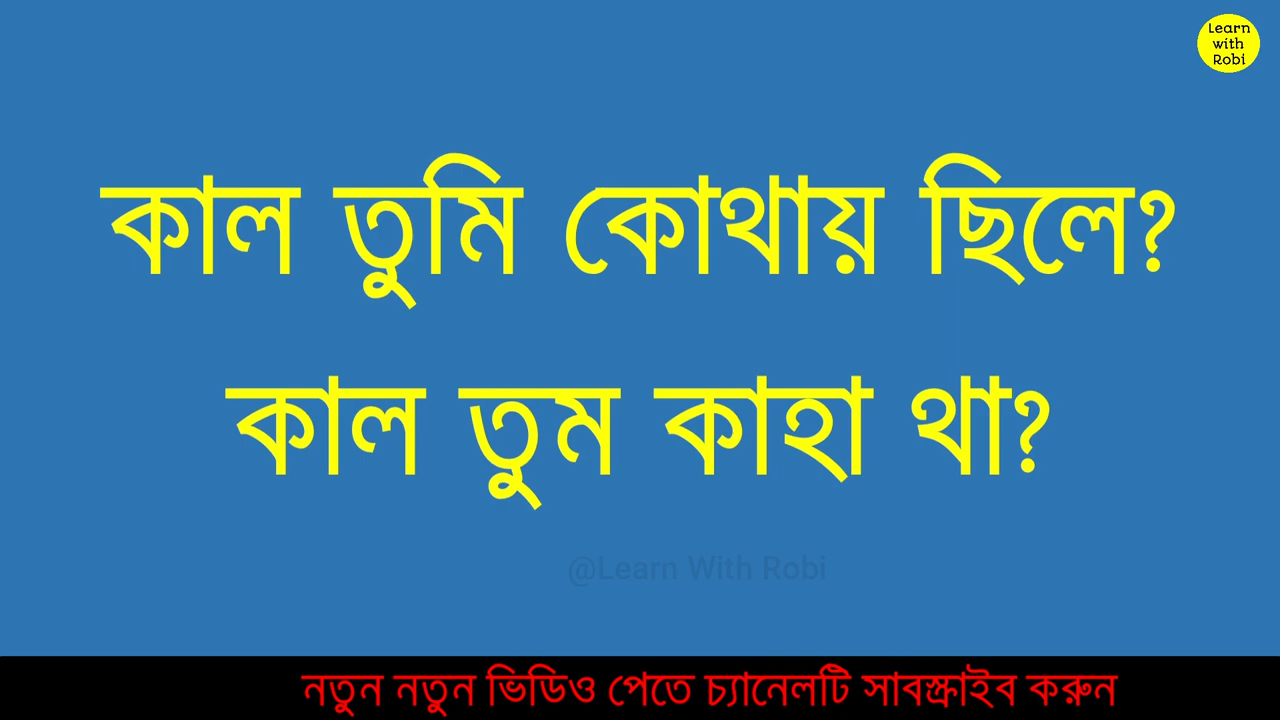 Learn
with
Robi
কাল তুমি কোথায় ছিলে?
কাল তুম কাহা থা?
@Learn With Robi
নতুন নতুন ভিডিও পেতে চ্যানেলটি সাবস্ক্রাইব করুন